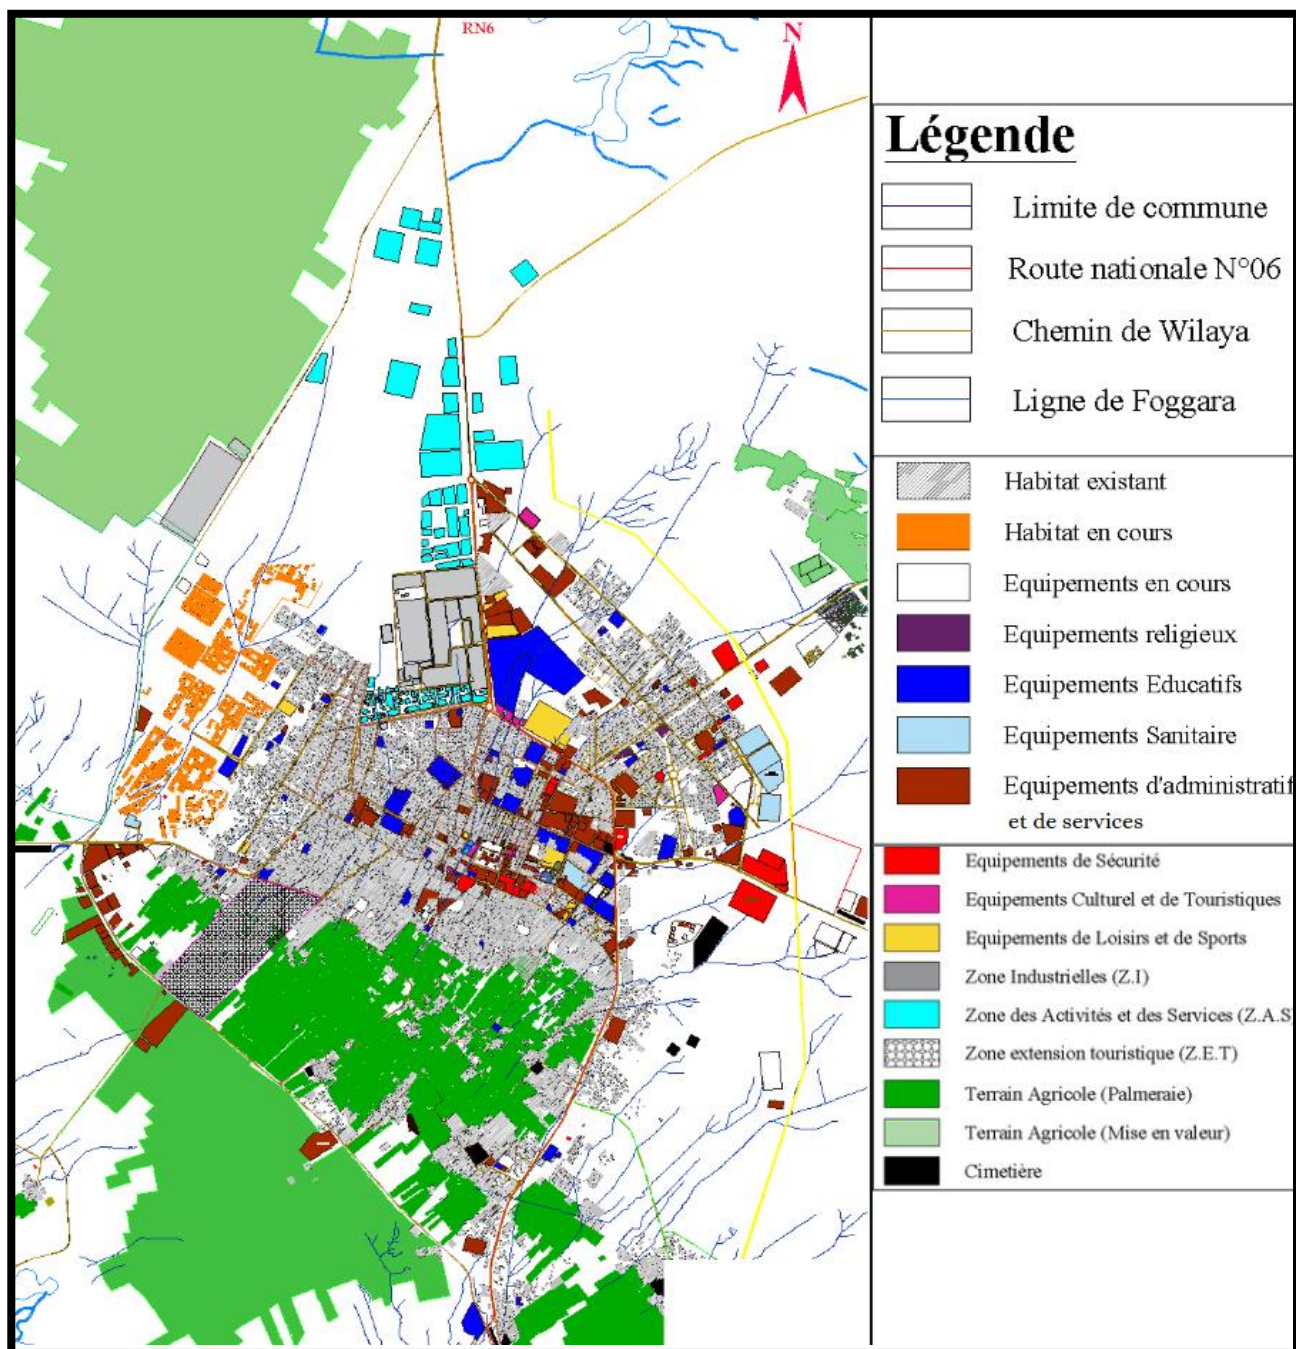 RN6
N
Légende
Limite de commune
Route nationale N°06
Chemin de Wilaya
Ligne de Foggara
Habitat existant
Habitat en cours
Equipements en cours
Equipements religieux
Equipements Educatifs
Equipements Sanitaire
Equipements d'administratif
et de services
Equipements de Sécurité
Equipements Culturel et de Touristiques
Equipements de Loisirs et de Sports
Zone Industrielles (Z.I)
Zone des Activités et des Services (Z.A.S
Zone extension touristique (Z.E.T)
Terrain Agricole (Palmeraie)
Terrain Agricole (Mise en valeur)
Cimetière